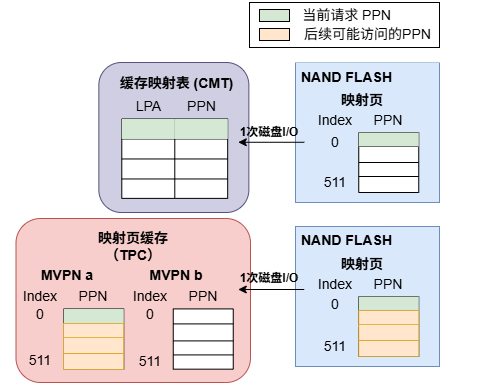 当前请求 PPN
后续可能访问的PPN
缓存映射表 (CMT)
LPA PPN
1次磁盘I/O
NAND FLASH
映射页
Index PPN
0
511
映射页缓存
（TPC）
MVPN a MVPN b
Index PPN Index PPN
0 0
511 511
1次磁盘I/O
NAND FLASH
映射页
Index PPN
0
511